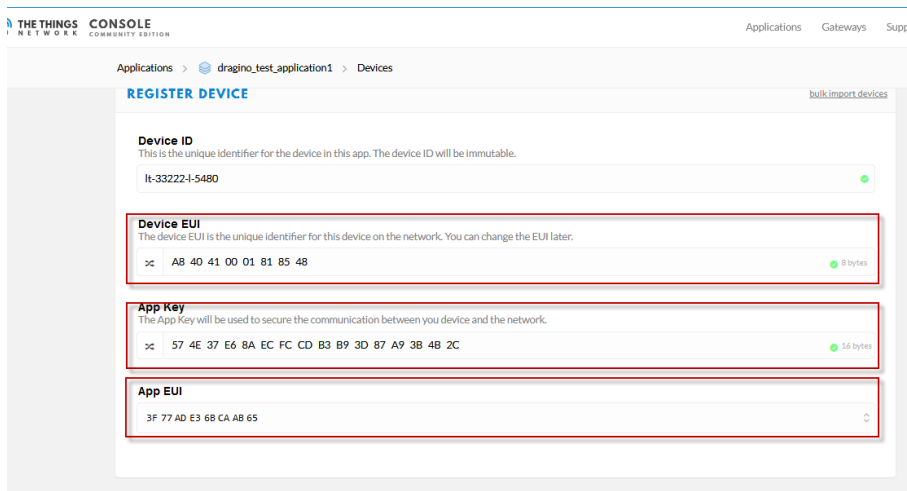 THE THINGS NETWORK CONSOLE COMMUNITY EDITION
Applications Gateways
Applications > dragino_test_application1 > Devices
REGISTER DEVICE bulk import devices
Device ID
This is the unique identifier for the device in this app. The device ID will be immutable.
lt-33222-l-5480
Device EUI
The device EUI is the unique identifier for this device on the network. You can change the EUI later.
A8 40 41 00 01 81 85 48 8 bytes
App Key
The App Key will be used to secure the communication between you device and the network.
57 4E 37 E6 8A EC FC CD B3 B9 3D 87 A9 3B 4B 2C 16 bytes
App EUI
3F 77 AD E3 6B CA AB 65